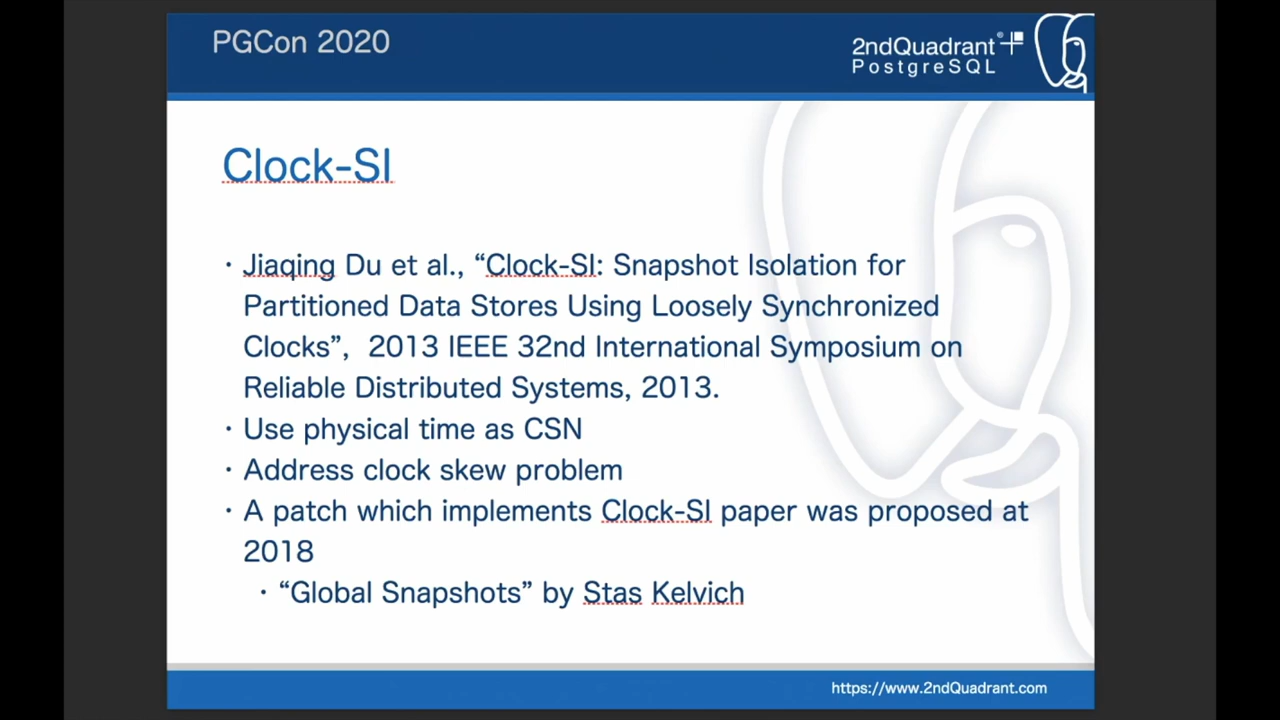 PGCon 2020
2ndQuadrant®
PostgreSQL
Clock-SI
· Jiaqing Du et al., “Clock-SI: Snapshot Isolation for
Partitioned Data Stores Using Loosely Synchronized
Clocks”, 2013 IEEE 32nd International Symposium on
Reliable Distributed Systems, 2013.
· Use physical time as CSN
· Address clock skew problem
· A patch which implements Clock-SI paper was proposed at
2018
· “Global Snapshots” by Stas Kelvich
https://www.2ndQuadrant.com